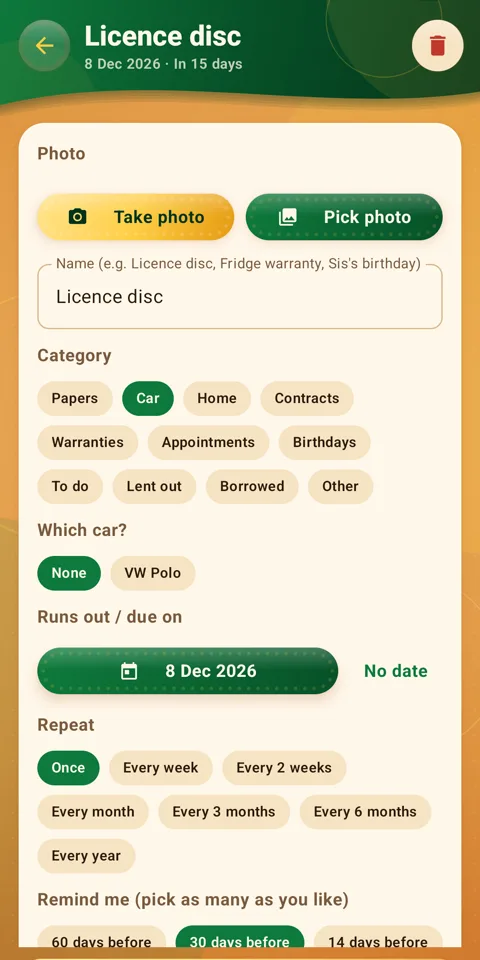 Licence disc
8 Dec 2026 · In 15 days
Photo
Take photo
Pick photo
Name (e.g. Licence disc, Fridge warranty, Sis's birthday)
Licence disc
Category
Papers Car Home Contracts
Warranties Appointments Birthdays
To do Lent out Borrowed Other
Which car?
None VW Polo
Runs out / due on
8 Dec 2026 No date
Repeat
Once Every week Every 2 weeks
Every month Every 3 months Every 6 months
Every year
Remind me (pick as many as you like)
60 days before 30 days before 14 days before